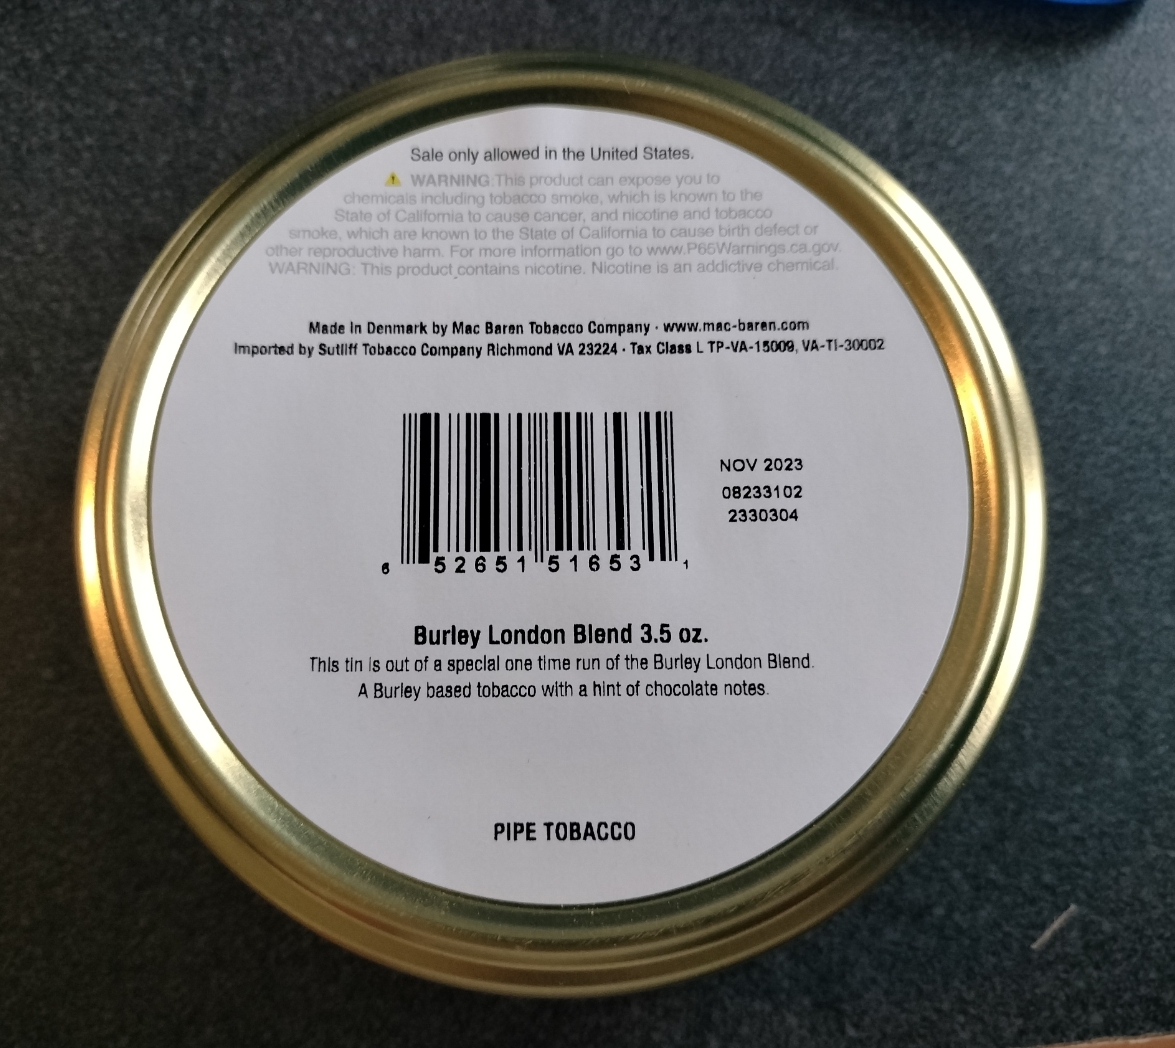 Sale only allowed in the United States.
WARNING:This product can expose you to
chemicals including tobacco smoke, which is known to the
State of California to cause cancer, and nicotine and tobacco
smoke, which are known to the State of California to cause birth defect or
other reproductive harm. For more information go to www.P65Warnings.ca.gov.
WARNING: This product contains nicotine. Nicotine is an addictive chemical.
Made In Denmark by Mac Baren Tobacco Company · www.mac-baren.com
Imported by Sutliff Tobacco Company Richmond VA 23224 · Tax Class L TP-VA-15009, VA-TI-30002
NOV 2023
08233102
2330304
6 52651 51653 1
Burley London Blend 3.5 oz.
This tin is out of a special one time run of the Burley London Blend.
A Burley based tobacco with a hint of chocolate notes.
PIPE TOBACCO